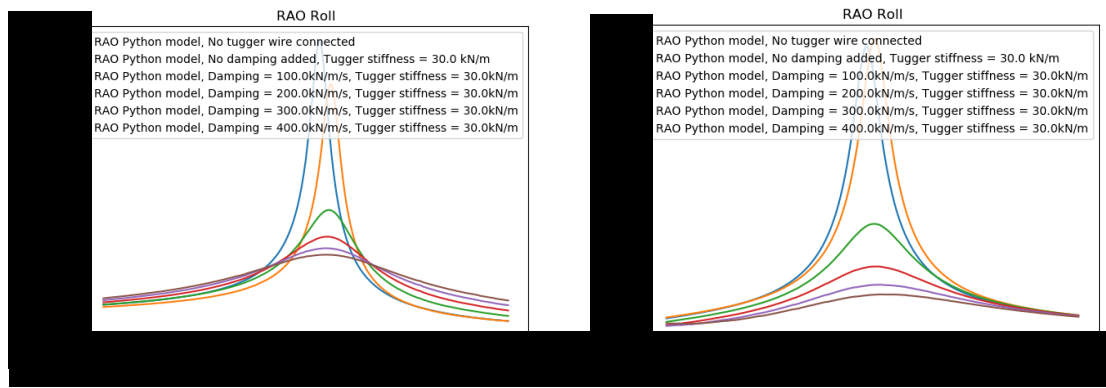 RAO Roll
RAO Python model, No tugger wire connected
RAO Python model, No damping added, Tugger stiffness = 30.0 kN/m
RAO Python model, Damping = 100.0kN/m/s, Tugger stiffness = 30.0kN/m
RAO Python model, Damping = 200.0kN/m/s, Tugger stiffness = 30.0kN/m
RAO Python model, Damping = 300.0kN/m/s, Tugger stiffness = 30.0kN/m
RAO Python model, Damping = 400.0kN/m/s, Tugger stiffness = 30.0kN/m
RAO Roll
RAO Python model, No tugger wire connected
RAO Python model, No damping added, Tugger stiffness = 30.0 kN/m
RAO Python model, Damping = 100.0kN/m/s, Tugger stiffness = 30.0kN/m
RAO Python model, Damping = 200.0kN/m/s, Tugger stiffness = 30.0kN/m
RAO Python model, Damping = 300.0kN/m/s, Tugger stiffness = 30.0kN/m
RAO Python model, Damping = 400.0kN/m/s, Tugger stiffness = 30.0kN/m